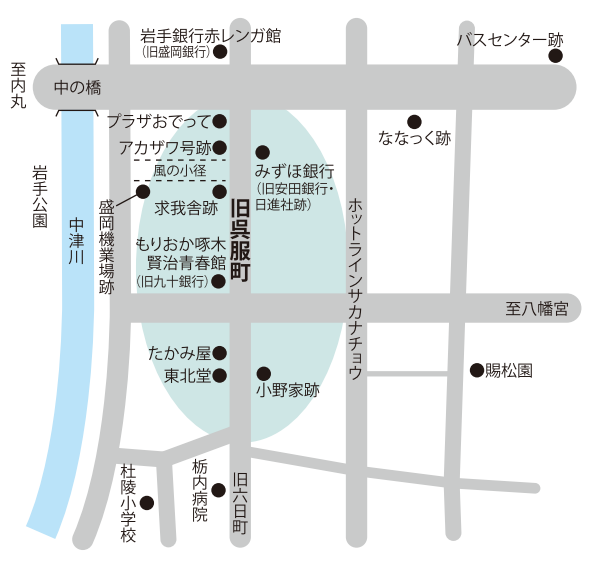 岩手銀行赤レンガ館
（旧盛岡銀行）
バスセンター跡
至内丸
中の橋
プラザおでって
ななっく跡
アカザワ号跡
風の小径
みずほ銀行
（旧安田銀行・
日進社跡）
岩手公園
中津川
盛岡機業場跡
求我舎跡
旧呉服町
ホットラインサカナチョウ
もりおか啄木
賢治青春館
（旧九十銀行）
至八幡宮
たかみ屋
東北堂
小野家跡
賜松園
杜陵小学校
栃内病院
旧六日町